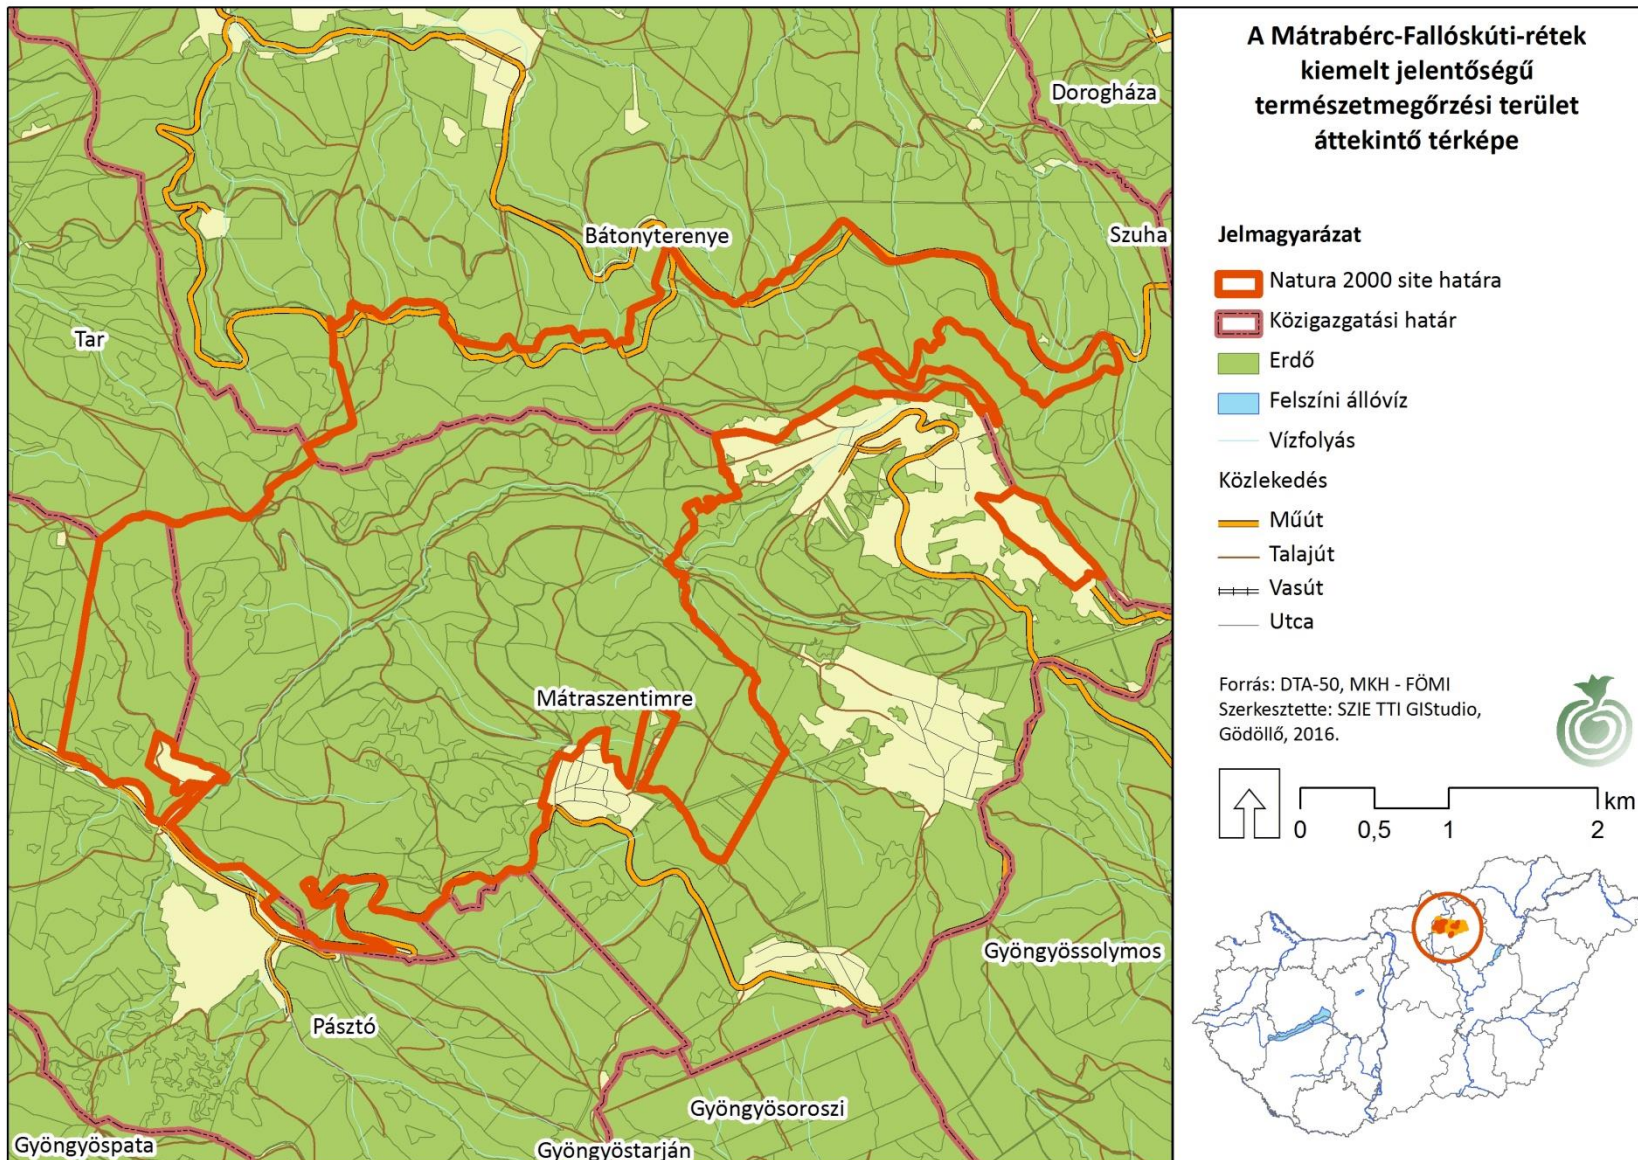 A Mátrabérc-Fallóskúti-rétek
kiemelt jelentőségű
természetmegőrzési terület
áttekintő térképe
Dorogháza
Bátonyterenye
Szuha
Tar
Mátraszentimre
Gyöngyössolymos
Pásztó
Gyöngyösoroszi
Gyöngyöspata
Gyöngyöstarján
Jelmagyarázat
Natura 2000 site határa
Közigazgatási határ
Erdő
Felszíni állóvíz
Vízfolyás
Közlekedés
Műút
Talajút
Vasút
Utca
Forrás: DTA-50, MKH - FÖMI
Szerkesztette: SZIE TTI GIStudio,
Gödöllő, 2016.
km
0 0,5 1 2